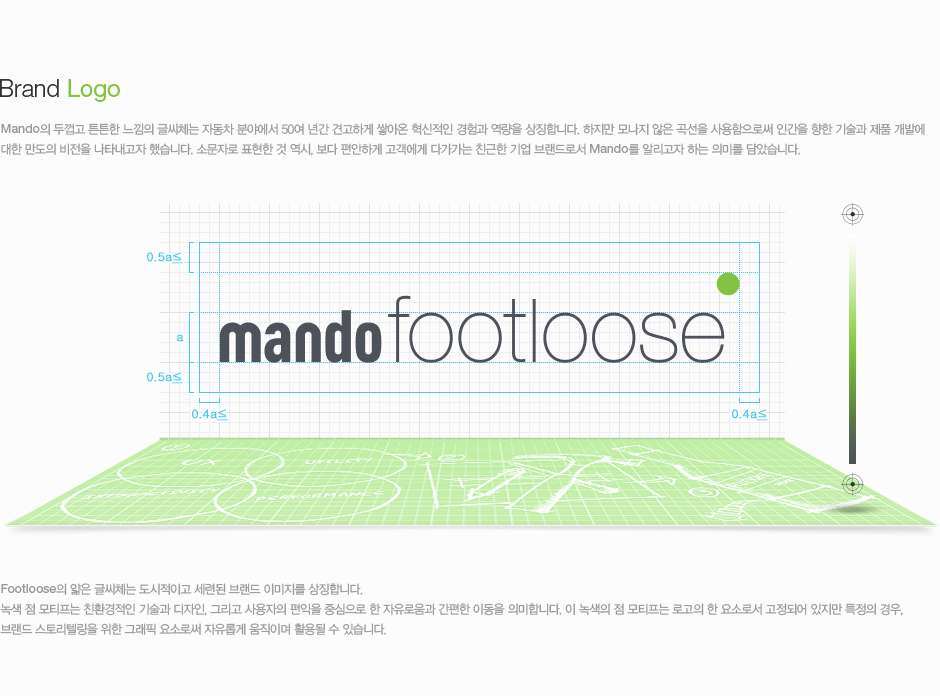 Brand Logo
Mando의 두껍고 튼튼한 느낌의 글씨체는 자동차 분야에서 50여 년간 견고하게 쌓아온 혁신적인 경험과 역량을 상징합니다. 하지만 모나지 않은 곡선을 사용함으로써 인간을 향한 기술과 제품 개발에
대한 만도의 비전을 나타내고자 했습니다. 소문자로 표현한 것 역시, 보다 편안하게 고객에게 다가가는 친근한 기업 브랜드로서 Mando를 알리고자 하는 의미를 담았습니다.
0.5a≤
mando footloose
a
0.5a≤
0.4a≤ 0.4a≤
UX
PERFORMANCE
Footloose의 얇은 글씨체는 도시적이고 세련된 브랜드 이미지를 상징합니다.
녹색 점 모티프는 친환경적인 기술과 디자인, 그리고 사용자의 편익을 중심으로 한 자유로움과 간편한 이동을 의미합니다. 이 녹색의 점 모티프는 로고의 한 요소로서 고정되어 있지만 특정의 경우,
브랜드 스토리텔링을 위한 그래픽 요소로써 자유롭게 움직이며 활용될 수 있습니다.